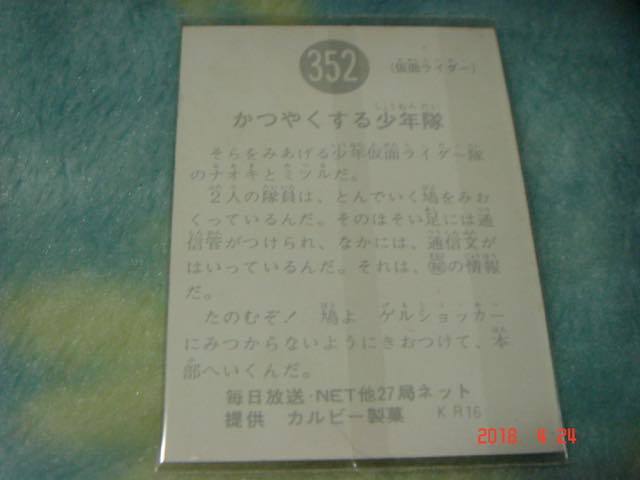 352
(仮面ライダー)
かつやくする少年隊
そらをみあげる少年仮面ライダー隊
のナオキとミツルだ。
2人の隊員は、とんでいく鳩をみお
くっているんだ。そのほそい足には通
信管がつけられ、なかには、通信文が
はいっているんだ。それは、㊙の情報
だ。
たのむぞ! 鳩よ ゲルショッカー
にみつからないようにきおつけて、本
部へいくんだ。
毎日放送・NET他27局ネット
提供 カルビー製菓 KR16
2018. 4 24